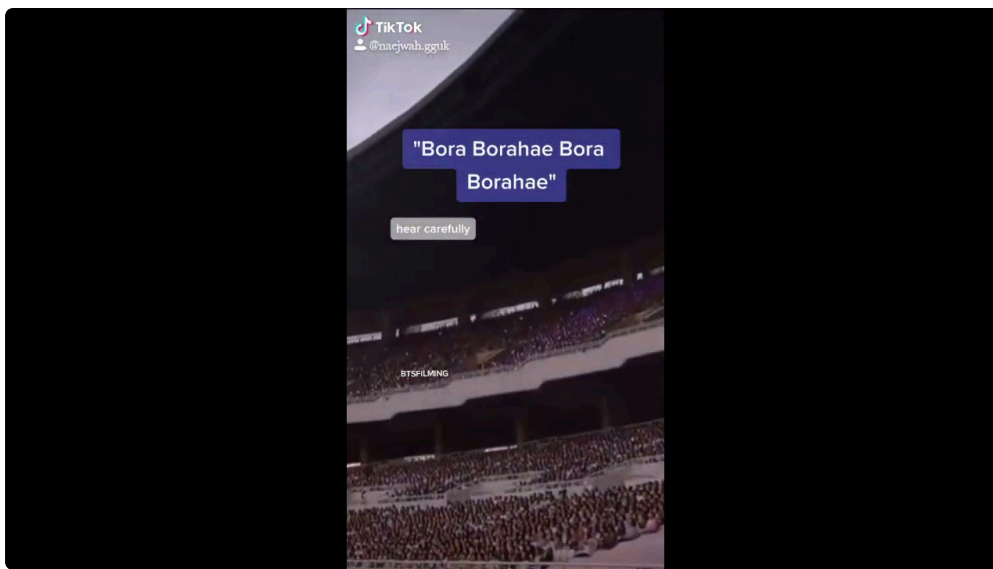 TikTok
@naejwah.gguk
"Bora Borahae Bora
Borahae"
hear carefully
BTSFiLMING